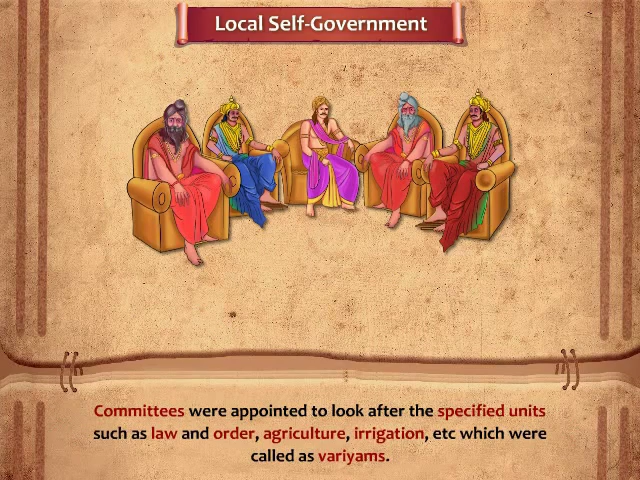 Local Self-Government
Committees were appointed to look after the specified units
such as law and order, agriculture, irrigation, etc which were
called as variyams.